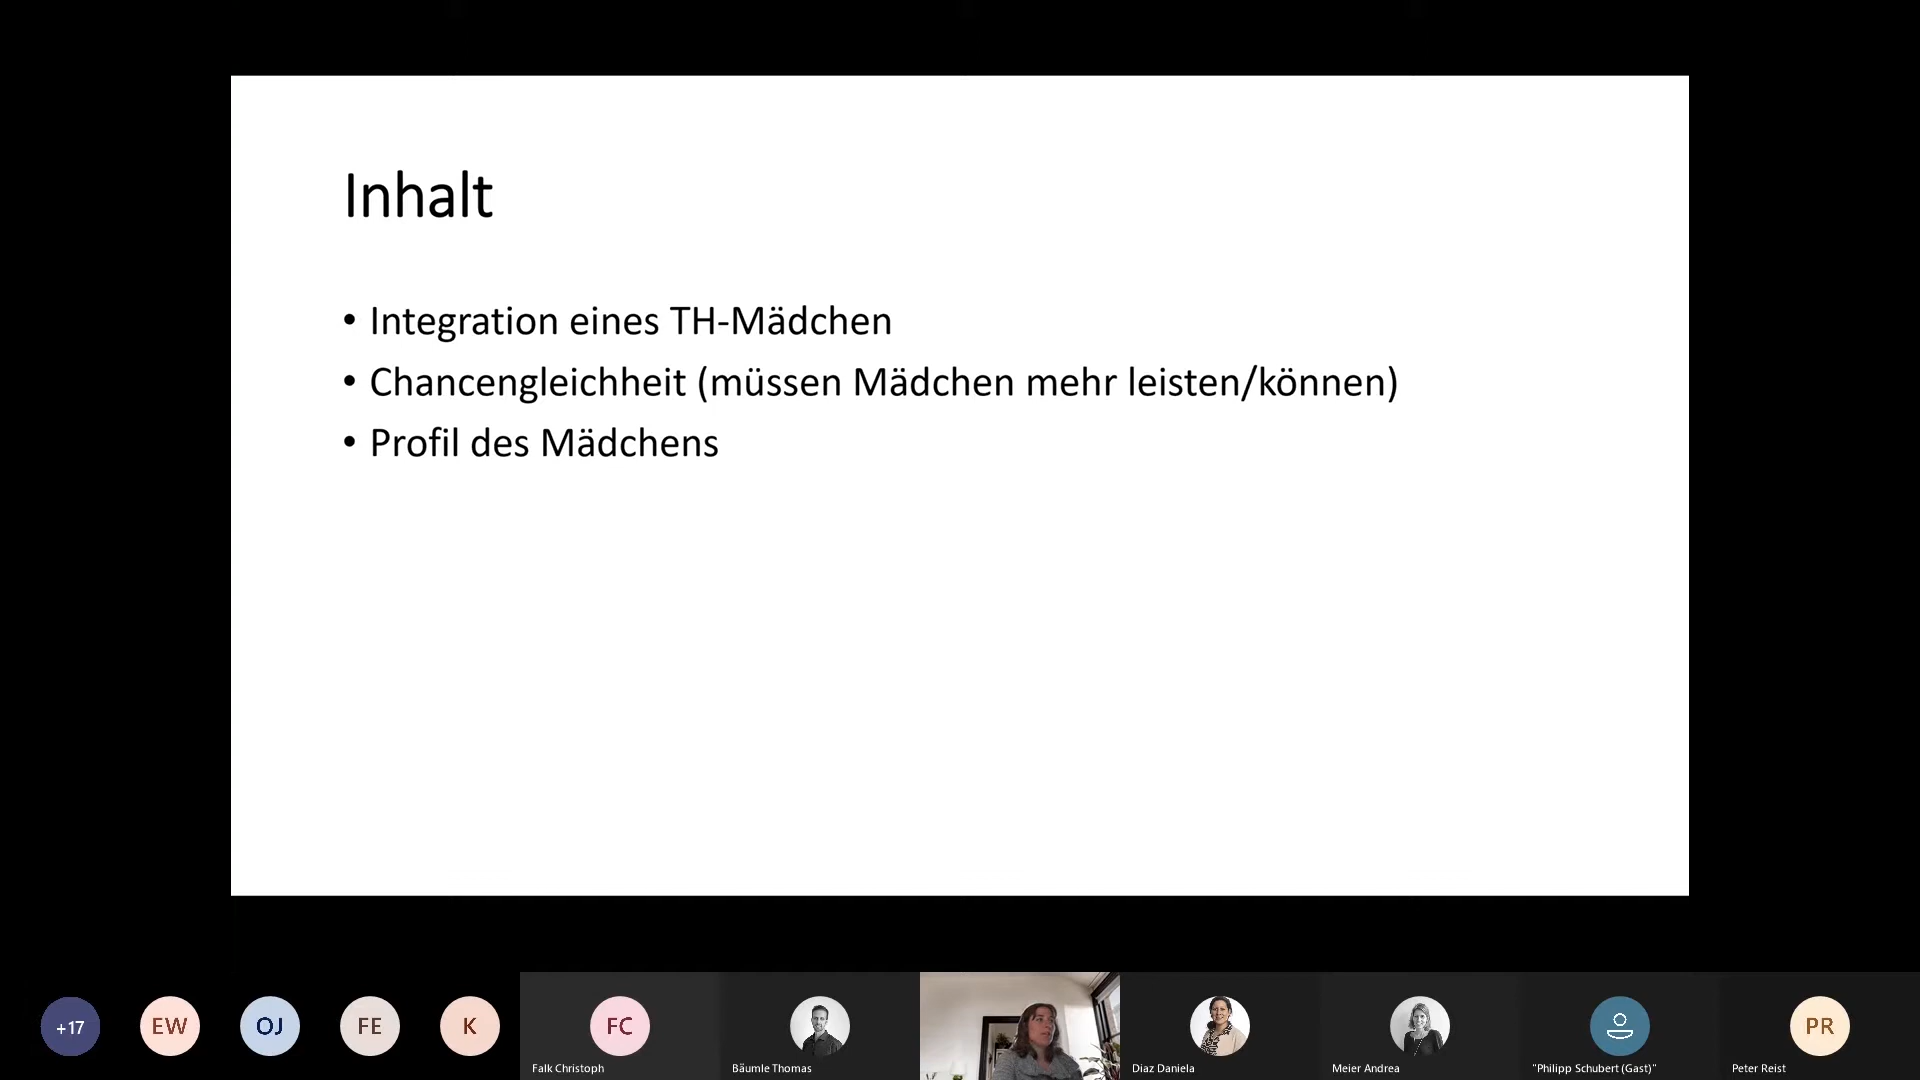 Inhalt
• Integration eines TH-Mädchen
• Chancengleichheit (müssen Mädchen mehr leisten/können)
• Profil des Mädchens
+17
EW
OJ
FE
K
FC
PR
Falk Christoph
Bäumle Thomas
Diaz Daniela
Meier Andrea
"Philipp Schubert (Gast)"
Peter Reist